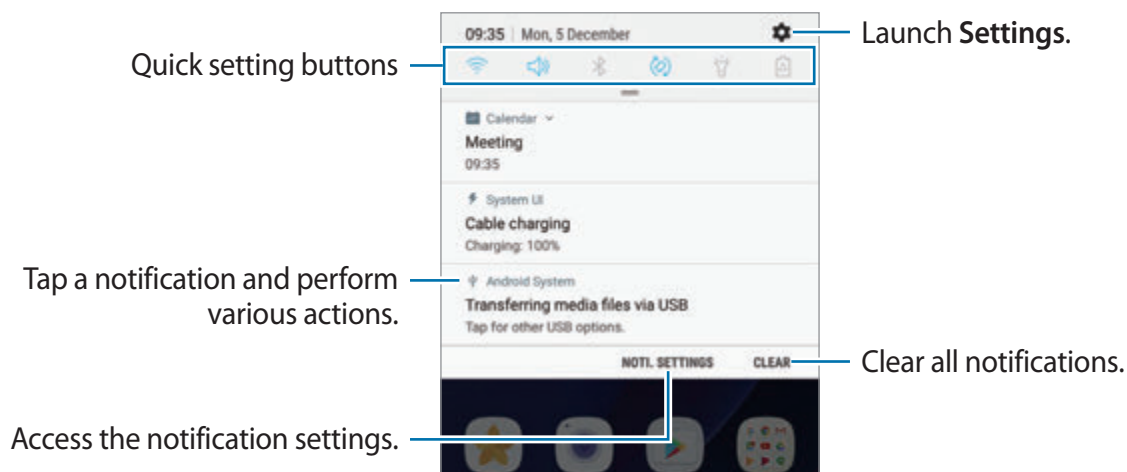 09:35 | Mon, 5 December
Launch Settings.
Quick setting buttons
Calendar
Meeting
09:35
System UI
Cable charging
Charging: 100%
Tap a notification and perform
various actions.
Android System
Transferring media files via USB
Tap for other USB options.
NOTI. SETTINGS CLEAR
Clear all notifications.
Access the notification settings.